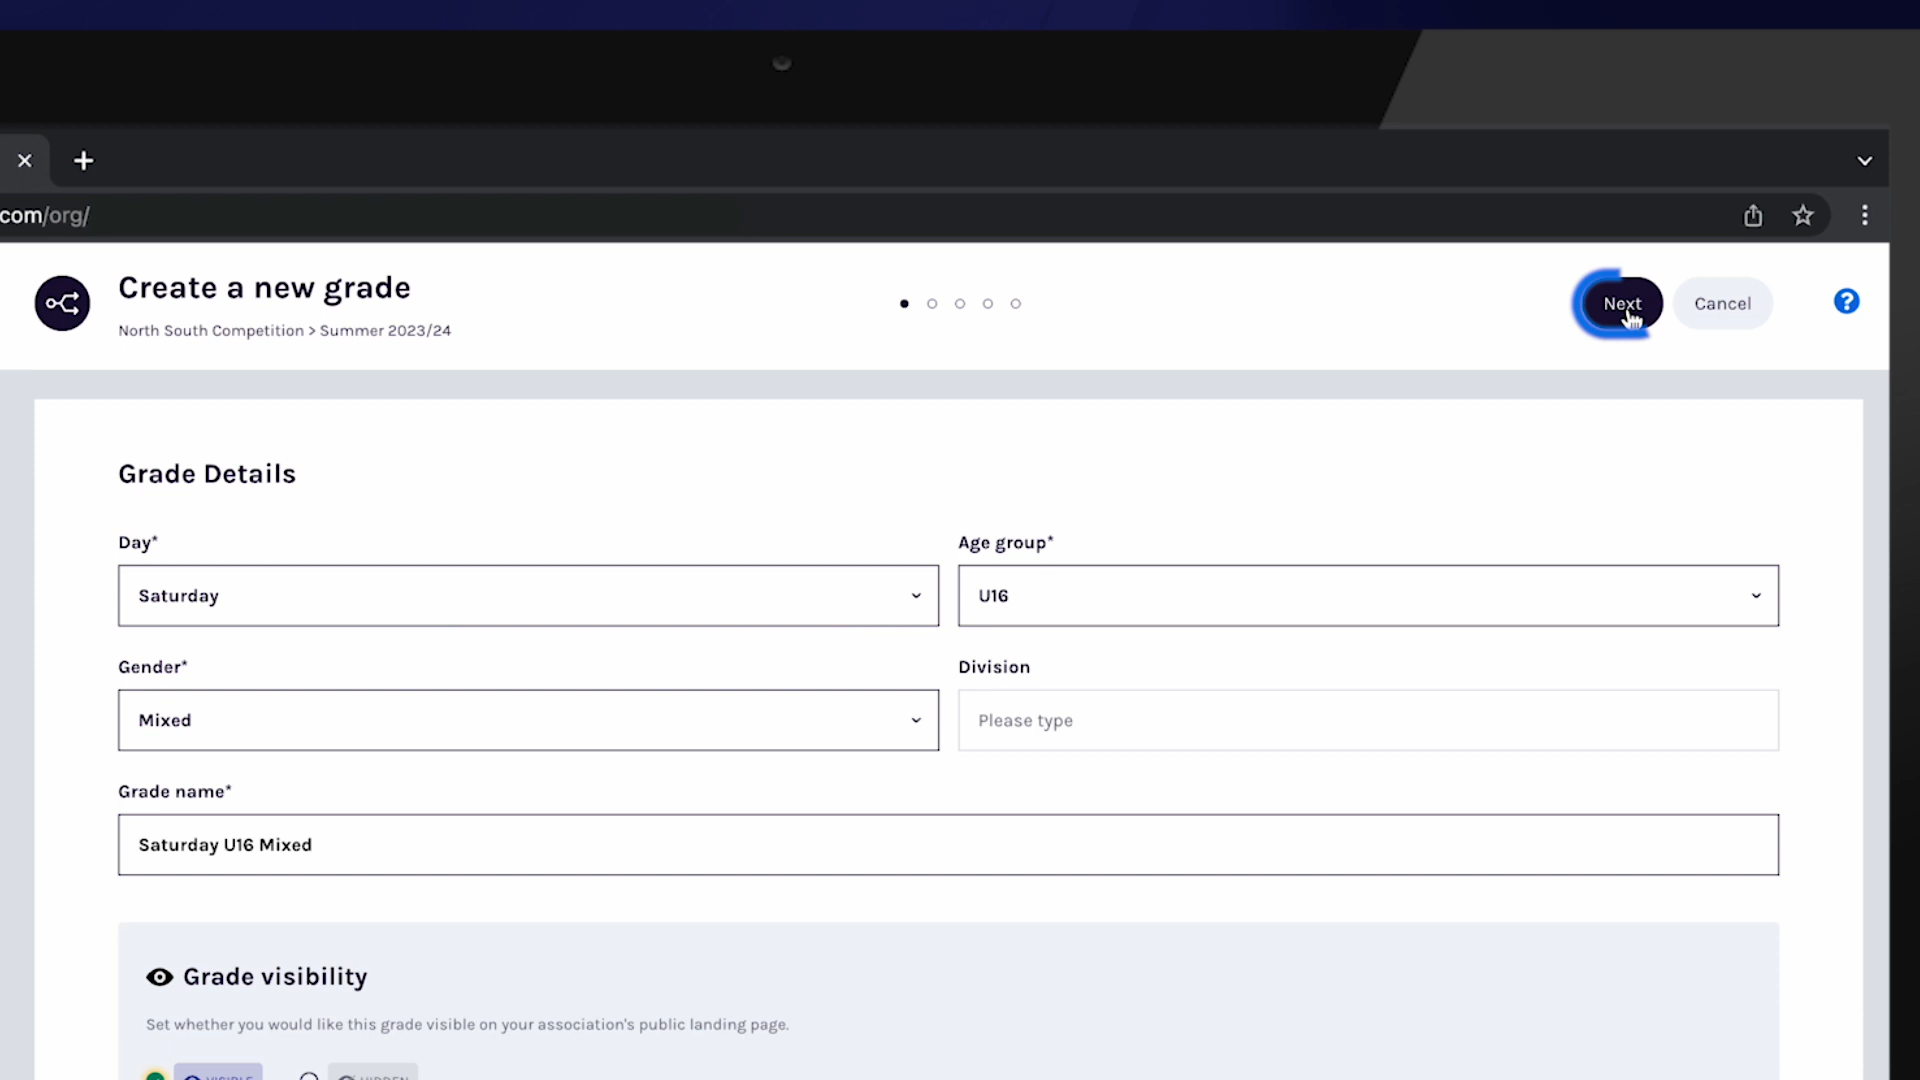 com/org/
Create a new grade
North South Competition > Summer 2023/24
Next
Cancel
?
Grade Details
Day*
Age group*
Saturday
U16
Gender*
Division
Mixed
Please type
Grade name*
Saturday U16 Mixed
Grade visibility
Set whether you would like this grade visible on your association's public landing page.
VISIBLE
HIDDEN